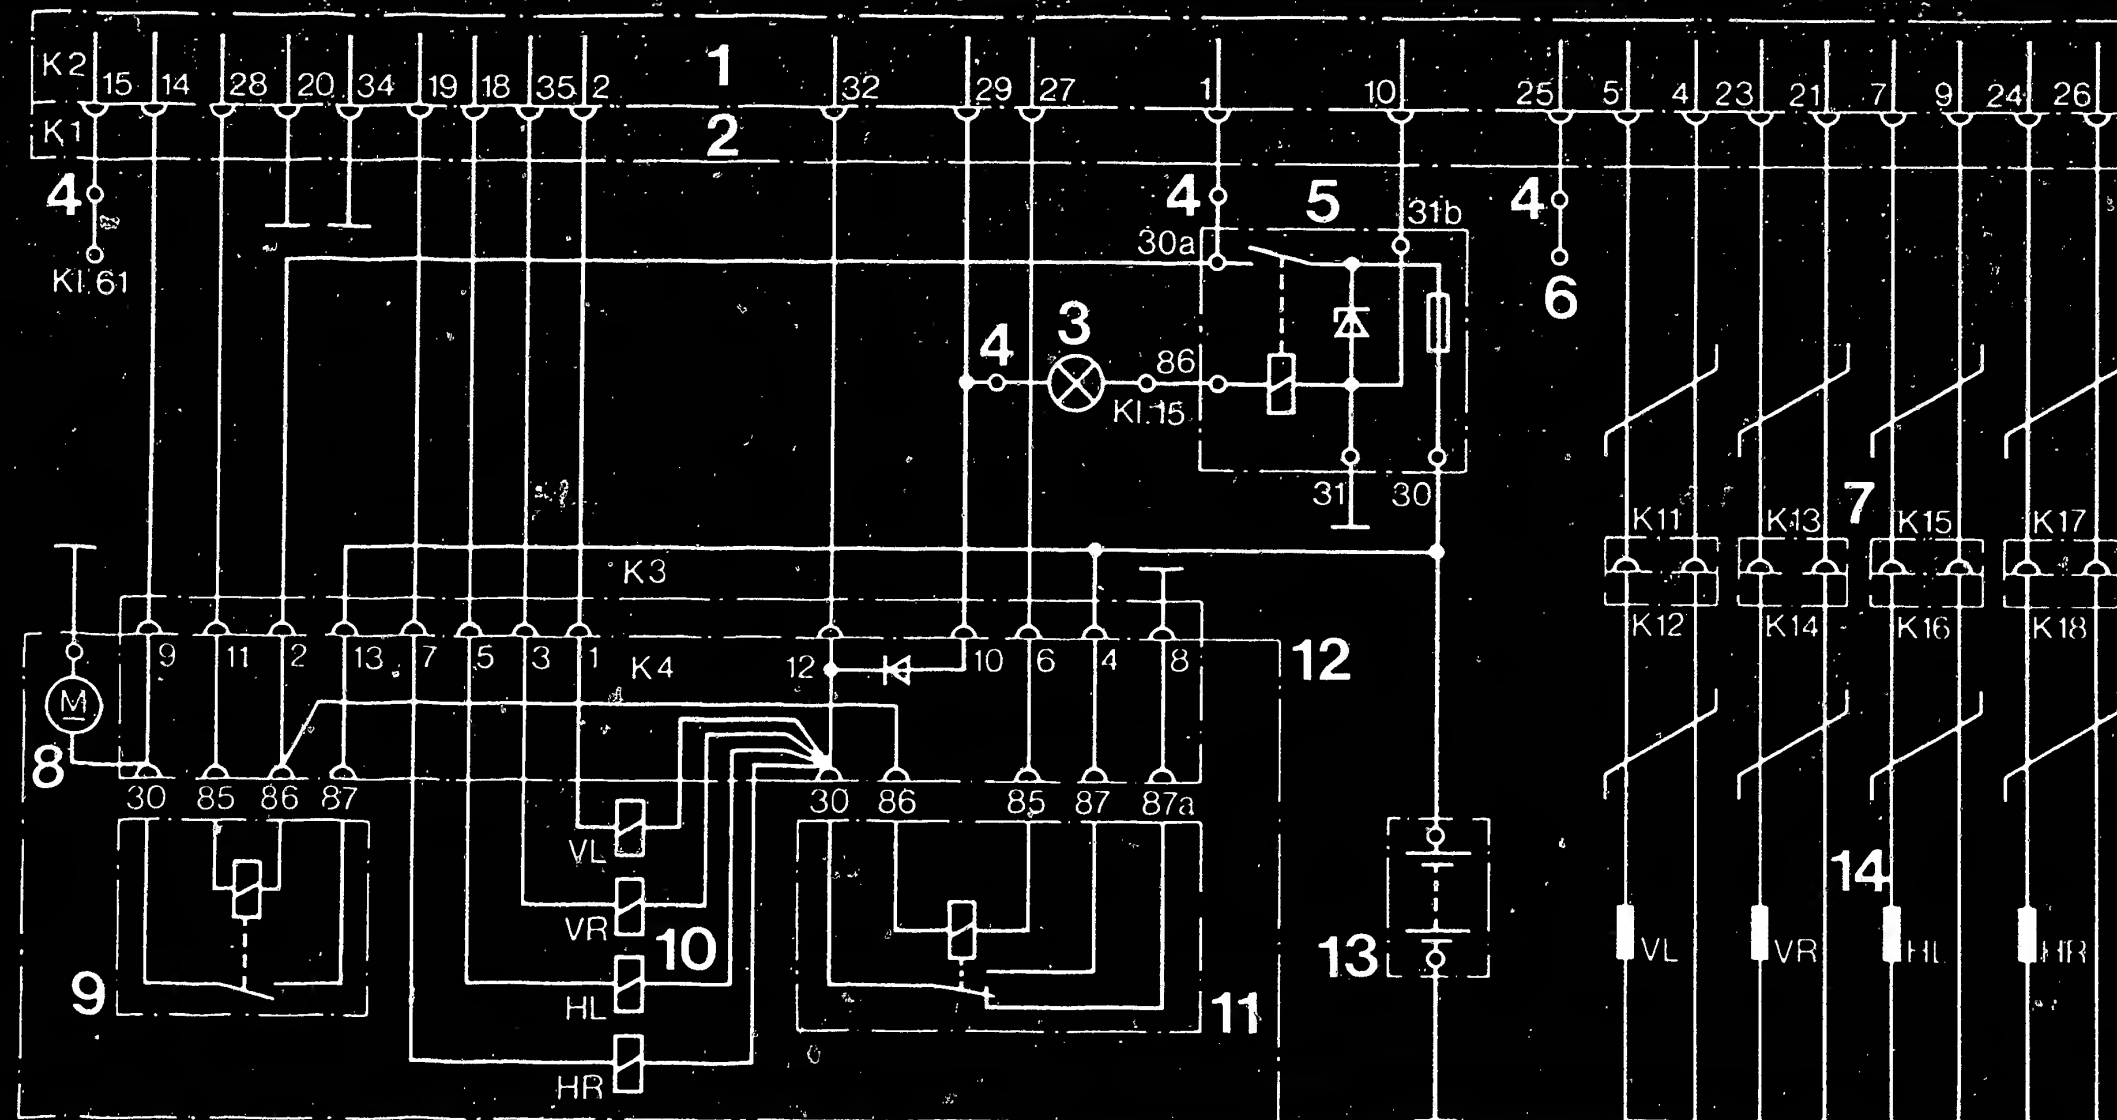 K2 15 14 28 20 34 19 18 35 2 1 32 29 27 1 10 25 5 4 23 21 7 9 24 26
K1 2
4 4 5 31b 4
30a
Kl.61
6
3
4 86
Kl.15
31 30 7
K11 K13 K15 K17
K3
K12 K14 K16 K18
9 11 2 13 7 5 3 1 K4 12 10 6 4 8 12
M
8
30 85 86 87 30 86 85 87 87a
VL
14
VR 10 13 VL VR HL HR
9 HL 11
HR